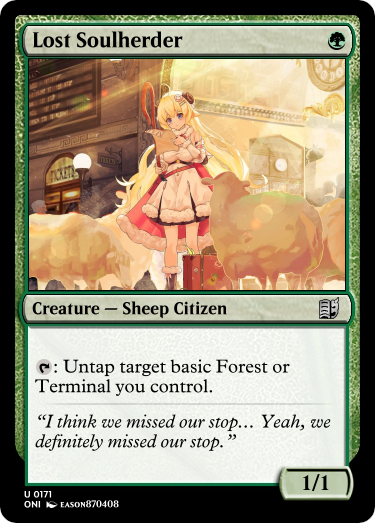 Lost Soulherder
TICKETS
Creature — Sheep Citizen
: Untap target basic Forest or
Terminal you control.
“I think we missed our stop… Yeah, we
definitely missed our stop.”
1/1
U 0171
ONI EASON870408